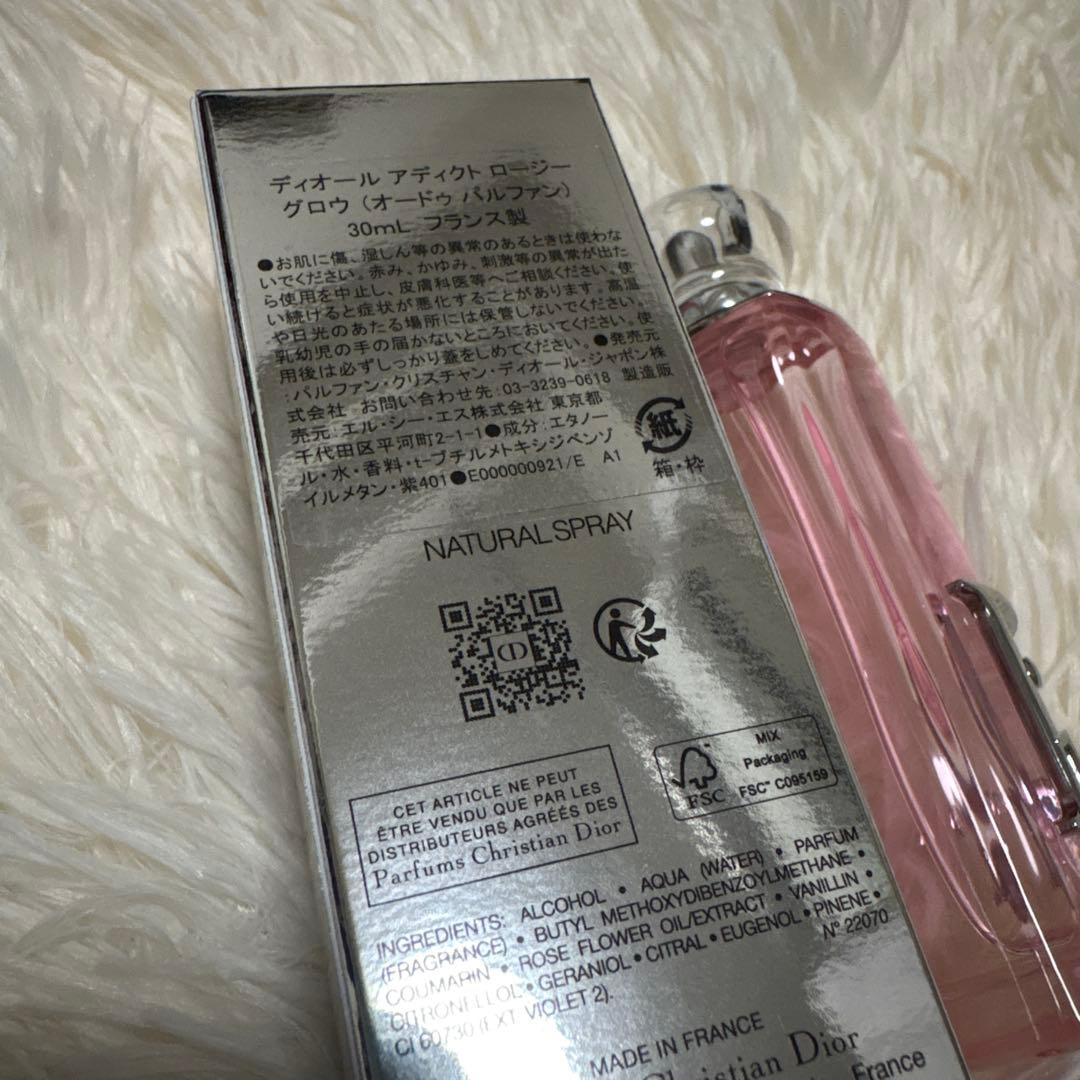 ディオール アディクト ロージー
グロウ（オードゥ パルファン）
30mL フランス製
●お肌に傷、湿しん等の異常のあるときは使わな
いでください。赤み、かゆみ、刺激等の異常が出た
ら使用を中止し、皮膚科医等へご相談ください。使
い続けると症状が悪化することがあります。高温
や日光のあたる場所には保管しないでください。
乳幼児の手の届かないところにおいてください。使
用後は必ずしっかり蓋をしめてください。●発売元
:パルファン・クリスチャン・ディオール・ジャポン株
式会社 お問い合わせ先:03-3239-0618 製造販
売元:エル・シー・エス株式会社 東京都
千代田区平河町2-1-1●成分:エタノー
ル・水・香料・t-ブチルメトキシジベンゾ
イルメタン・紫401●E000000921/E A1
紙
箱・枠
NATURAL SPRAY
CD
CET ARTICLE NE PEUT
ÊTRE VENDU QUE PAR LES
DISTRIBUTEURS AGRÉÉS DES
Parfums Christian Dior
FSC
MIX
Packaging
FSC™ C095159
INGREDIENTS: ALCOHOL • AQUA (WATER) • PARFUM
(FRAGRANCE) • BUTYL METHOXYDIBENZOYLMETHANE •
COUMARIN • ROSE FLOWER OIL/EXTRACT • VANILLIN •
CITRONELLOL • GERANIOL • CITRAL • EUGENOL • PINENE •
CI 60730 (EXT. VIOLET 2).
N° 22070
MADE IN FRANCE
Christian Dior
France